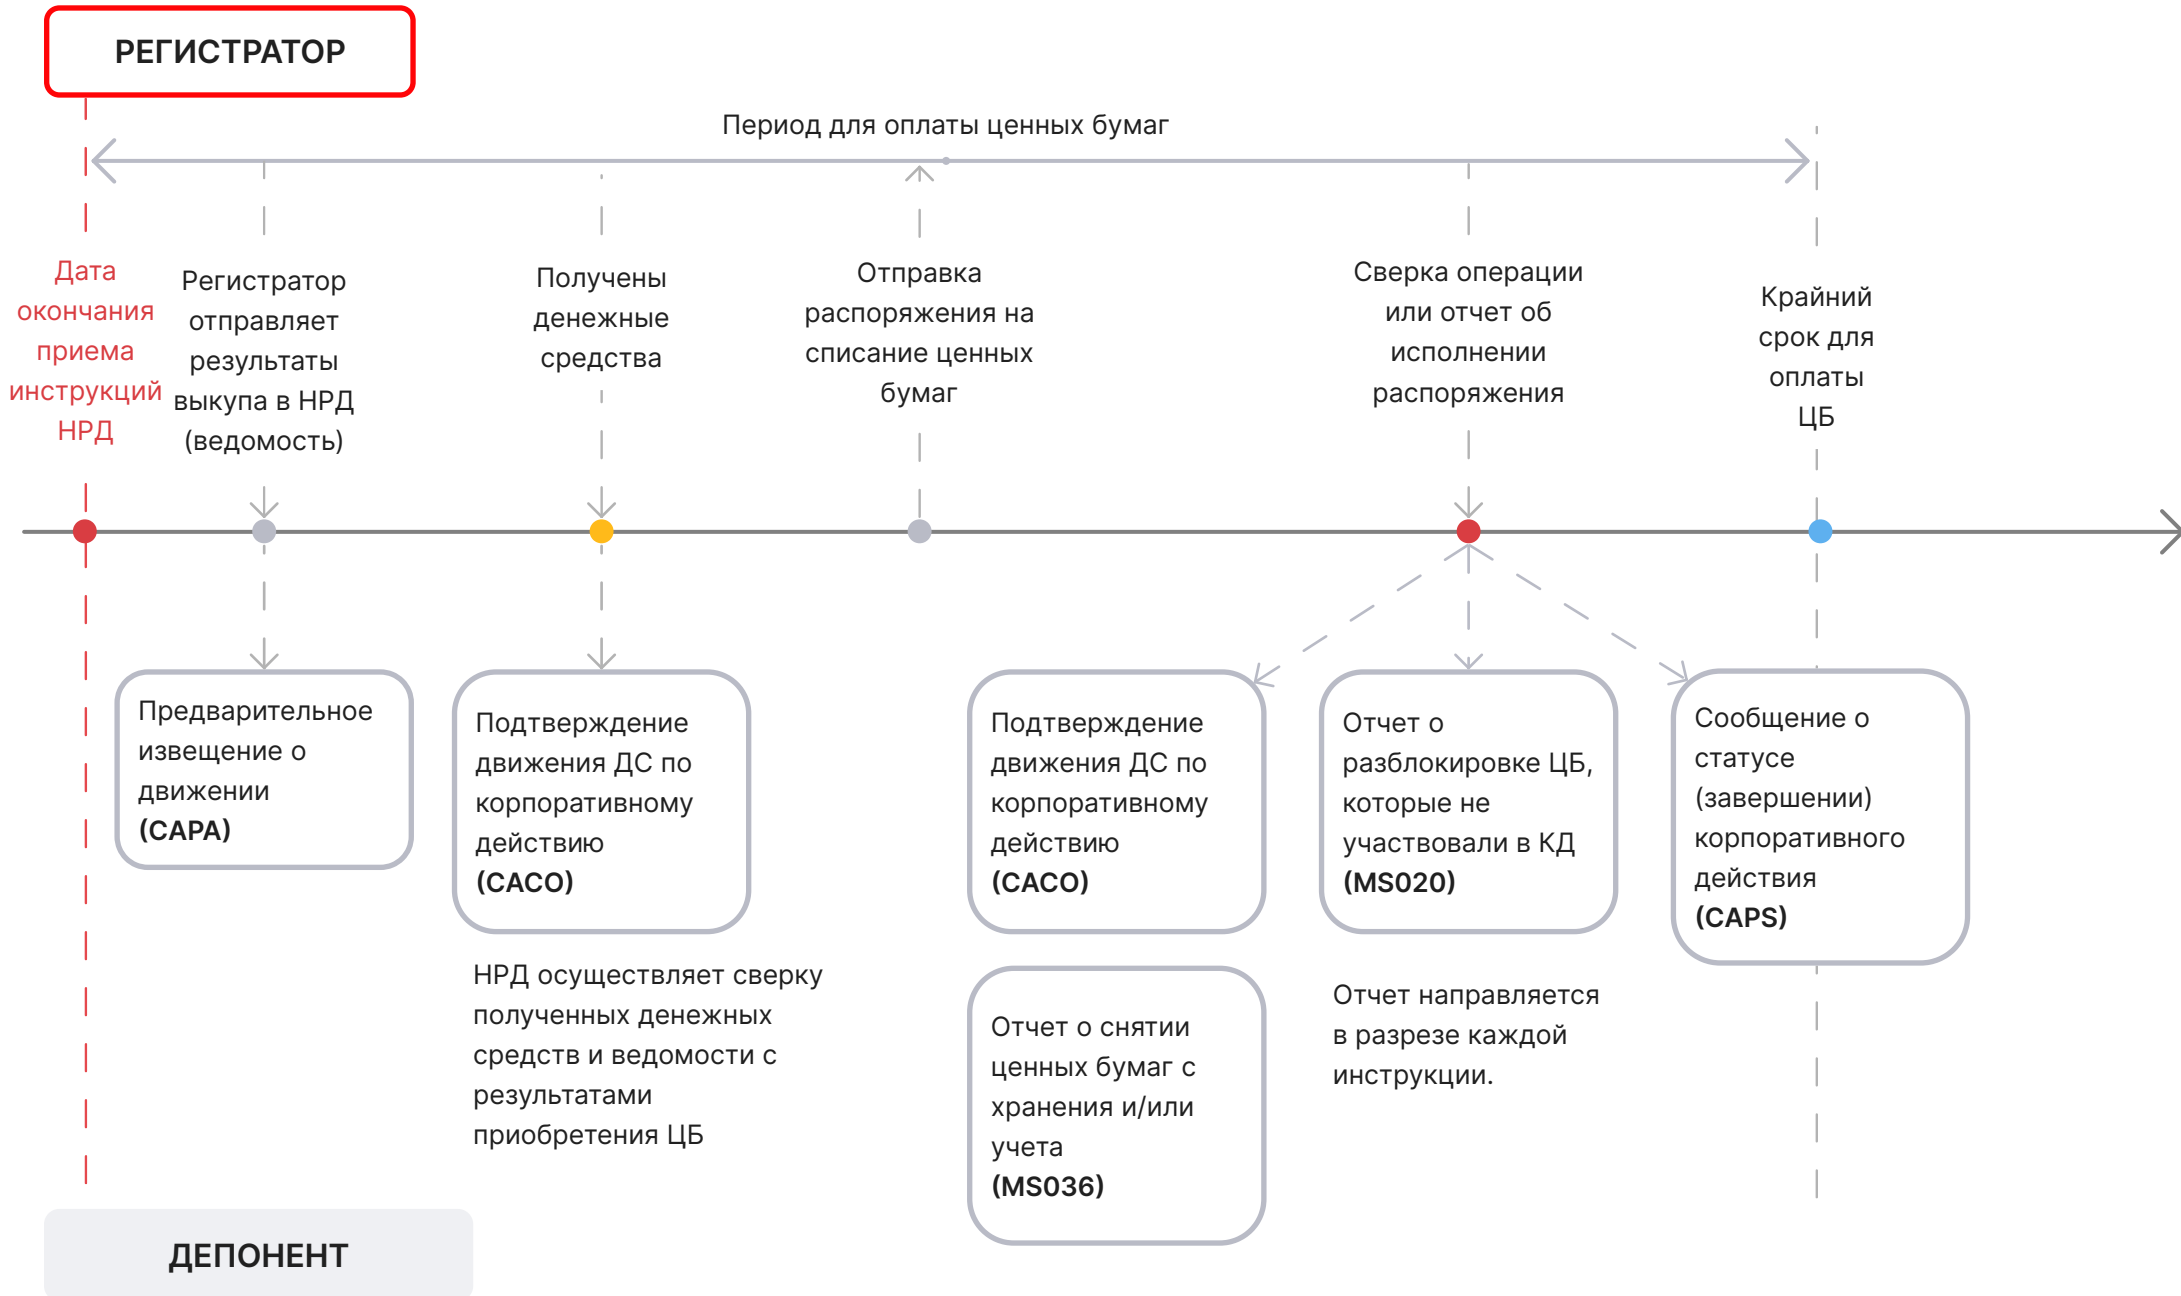 РЕГИСТРАТОР
Период для оплаты ценных бумаг
Дата
окончания
приема
инструкций
НРД
Регистратор
отправляет
результаты
выкупа в НРД
(ведомость)
Получены
денежные
средства
Отправка
распоряжения на
списание ценных
бумаг
Сверка операции
или отчет об
исполнении
распоряжения
Крайний
срок для
оплаты
ЦБ
Предварительное
извещение о
движении
(CAPA)
Подтверждение
движения ДС по
корпоративному
действию
(CACO)
НРД осуществляет сверку
полученных денежных
средств и ведомости с
результатами
приобретения ЦБ
Подтверждение
движения ДС по
корпоративному
действию
(CACO)
Отчет о снятии
ценных бумаг с
хранения и/или
учета
(MS036)
Отчет о
разблокировке ЦБ,
которые не
участвовали в КД
(MS020)
Отчет направляется
в разрезе каждой
инструкции.
Сообщение о
статусе
(завершении)
корпоративного
действия
(CAPS)
ДЕПОНЕНТ